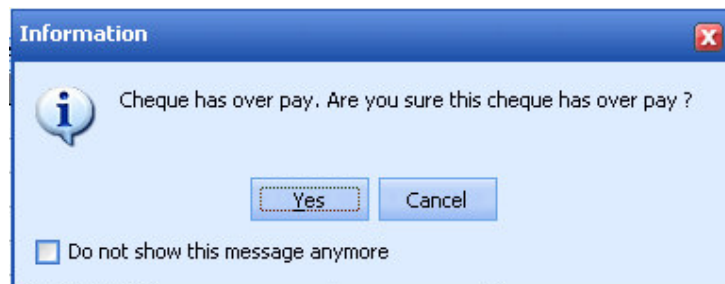 Information
Cheque has over pay. Are you sure this cheque has over pay ?
Yes
Cancel
Do not show this message anymore